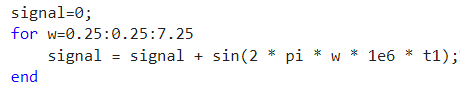 signal=0;
for w=0.25:0.25:7.25
signal = signal + sin(2 * pi * w * 1e6 * t1);
end